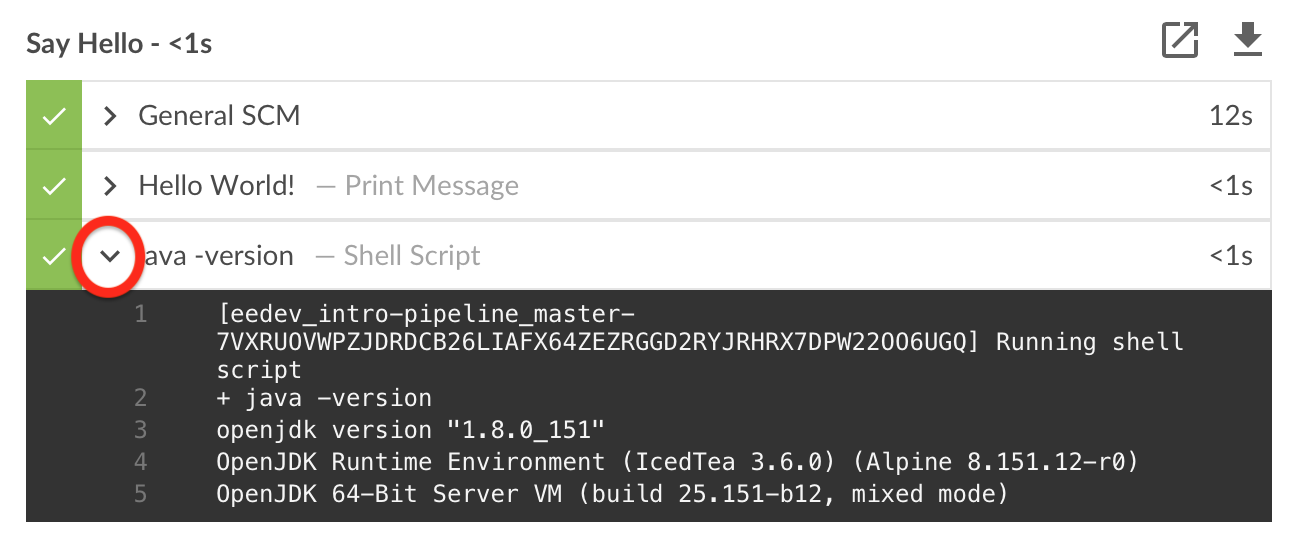 Say Hello - <1s
General SCM 12s
Hello World! — Print Message <1s
java -version — Shell Script <1s
1 [eedev_intro-pipeline_master-
7VXRUOVWPZJDRDCB26LIAFX64ZEZRGGD2RYJRHRX7DPW22OO6UGQ] Running shell
script
2 + java -version
3 openjdk version "1.8.0_151"
4 OpenJDK Runtime Environment (IcedTea 3.6.0) (Alpine 8.151.12-r0)
5 OpenJDK 64-Bit Server VM (build 25.151-b12, mixed mode)